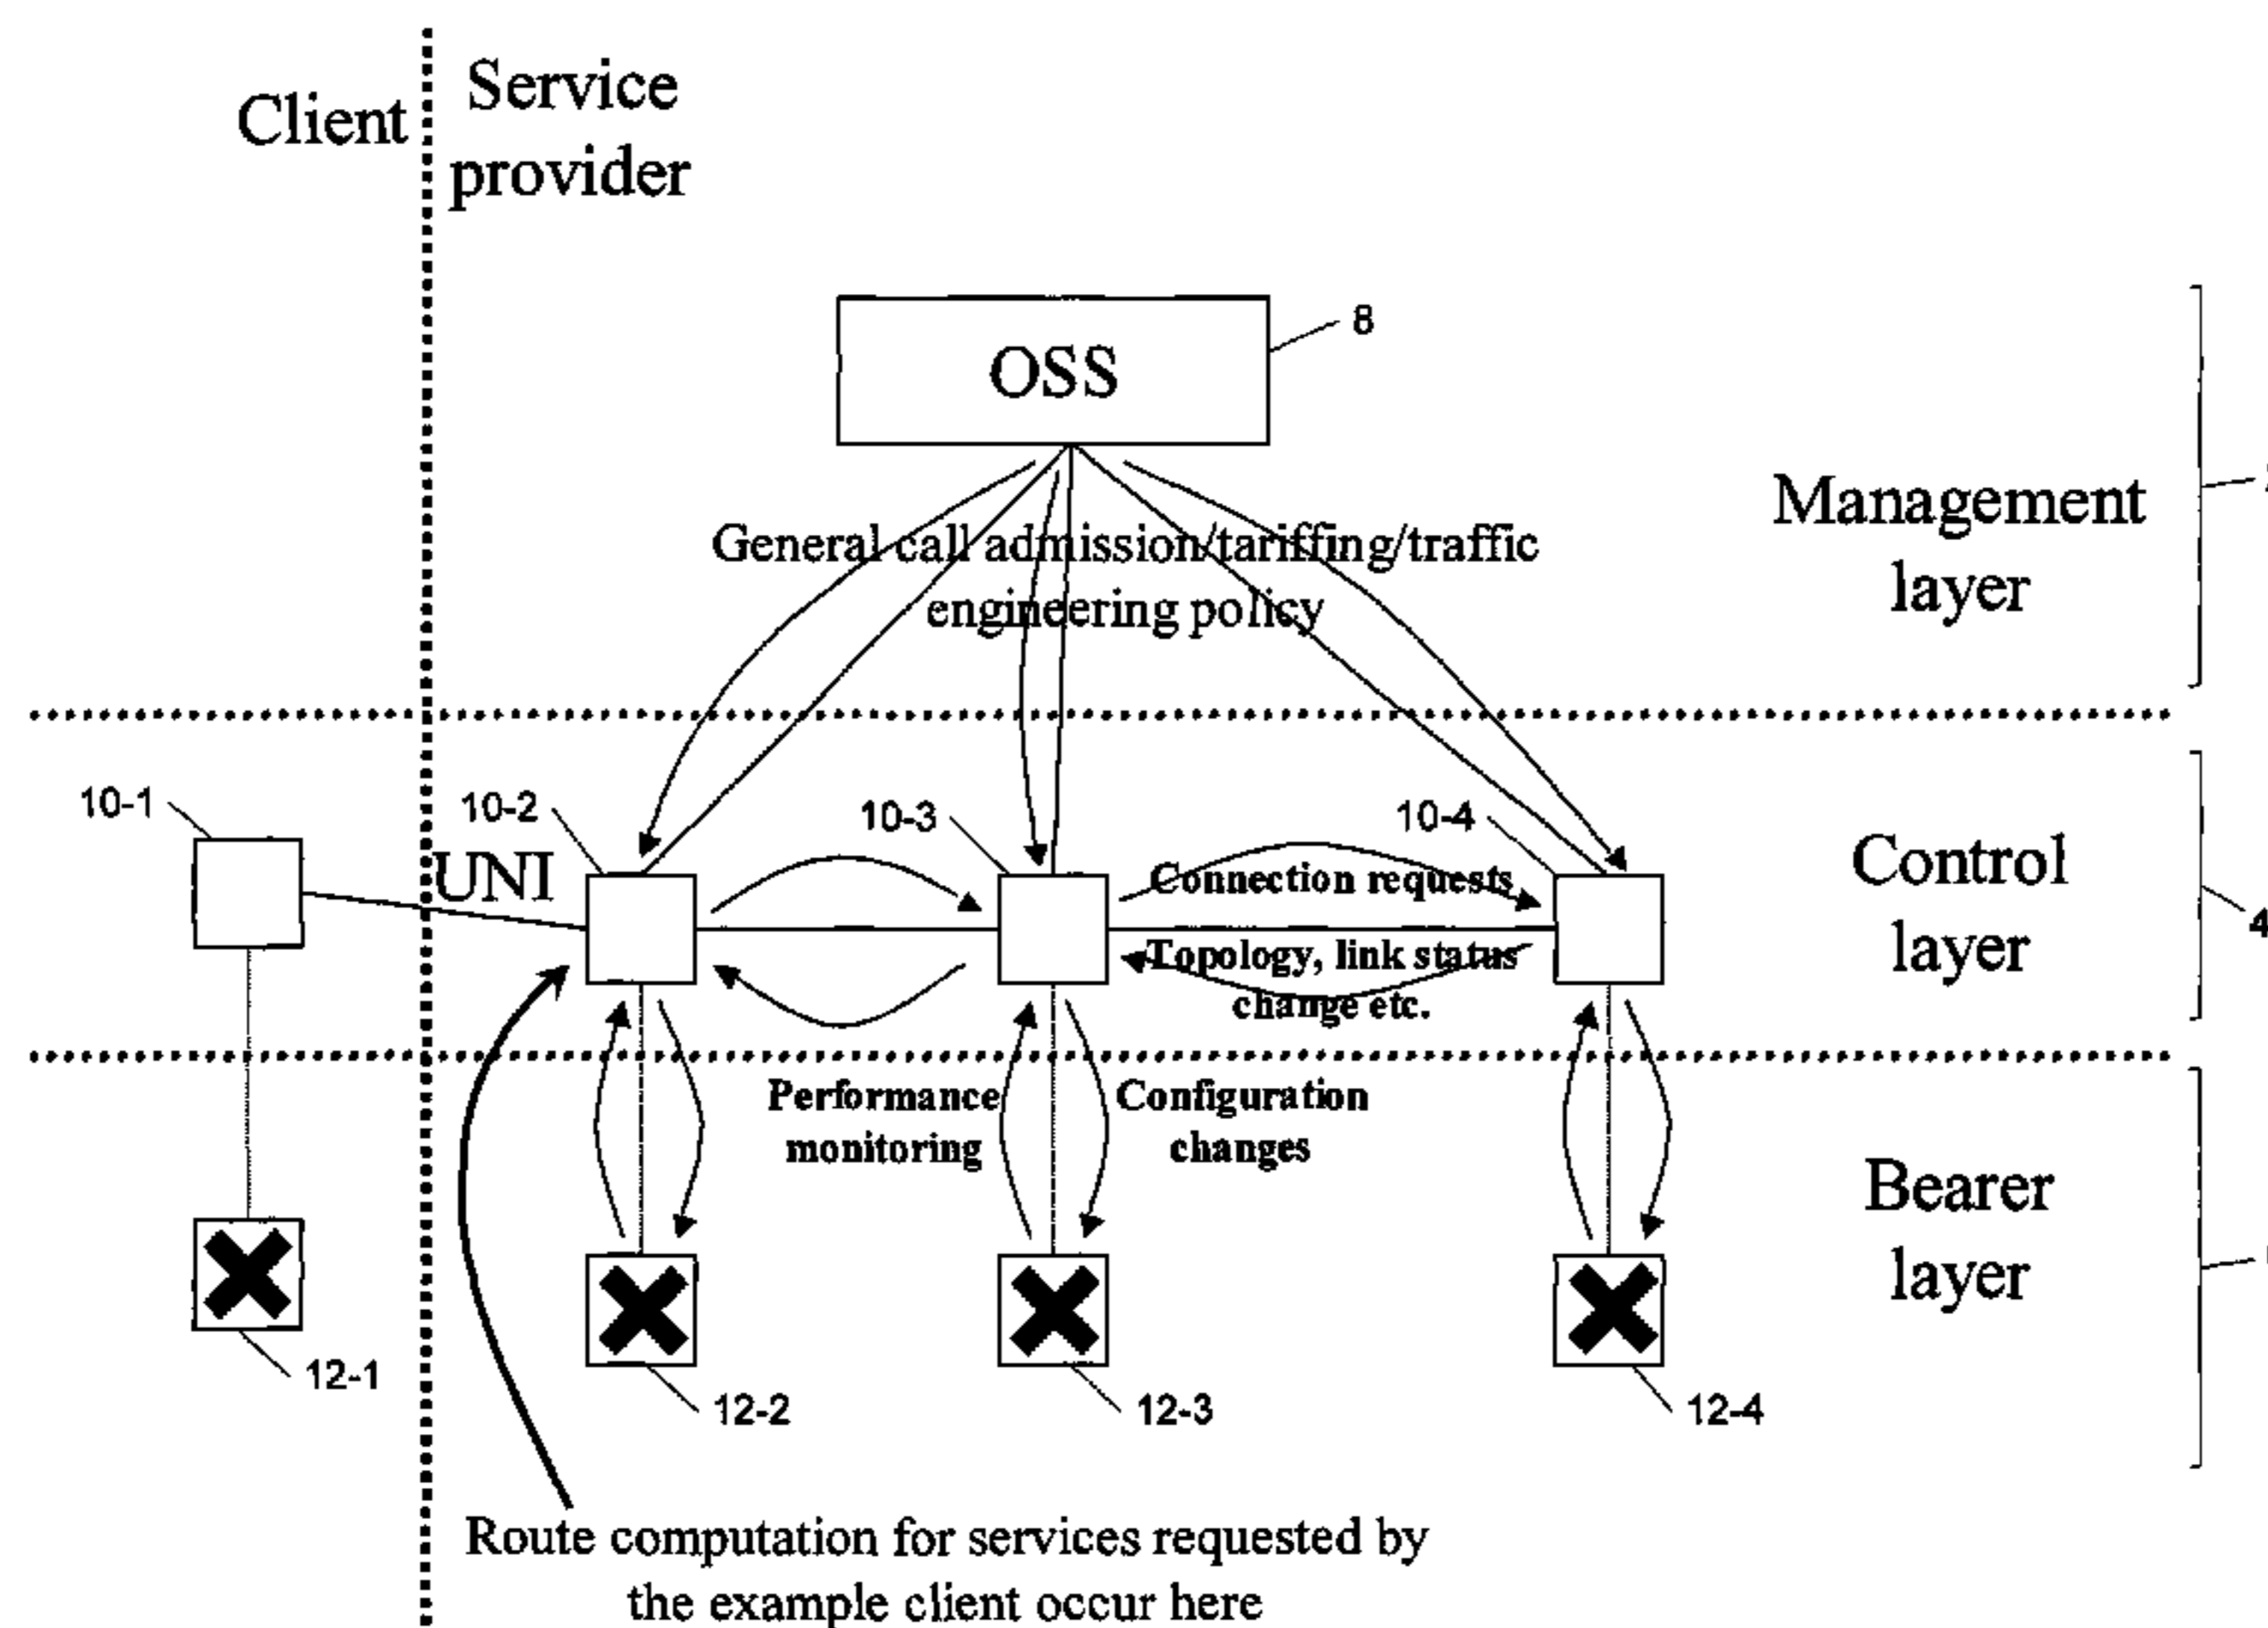 Client
Service
provider
OSS
8
General call admission/tariffing/traffic
engineering policy
Management
layer
10-1
10-2
10-3
10-4
UNI
Connection requests
Topology, link status
change etc.
Control
layer
4
Performance
monitoring
Configuration
changes
Bearer
layer
12-1
12-2
12-3
12-4
Route computation for services requested by
the example client occur here